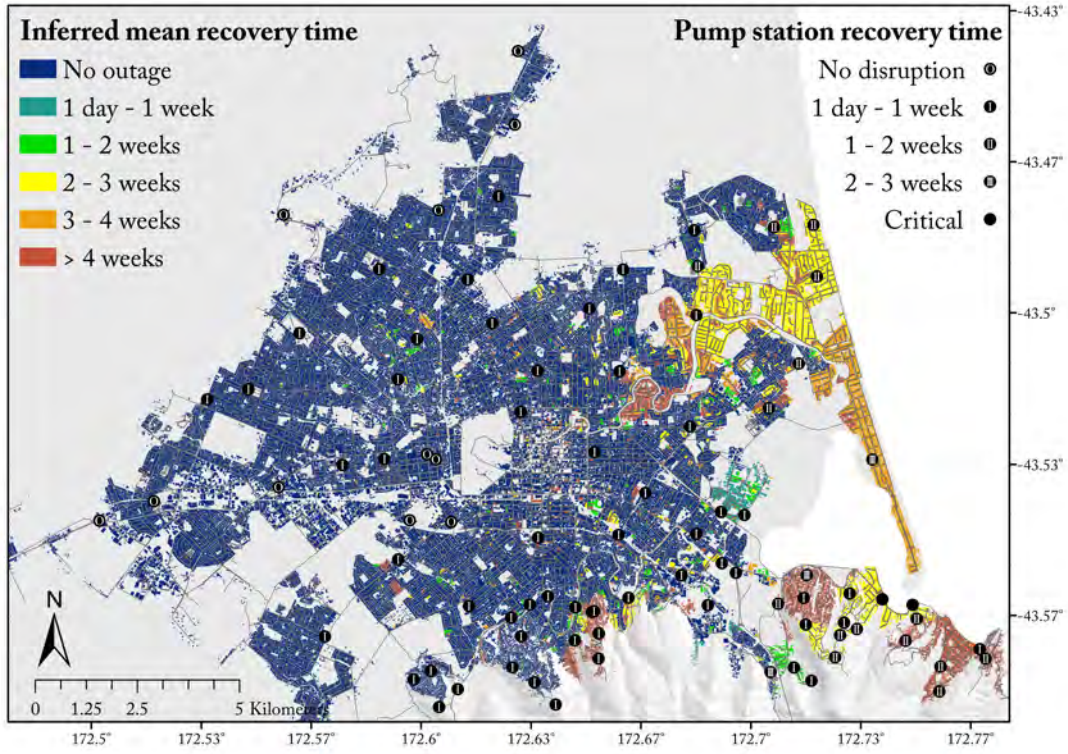 Inferred mean recovery time
No outage
1 day - 1 week
1 - 2 weeks
2 - 3 weeks
3 - 4 weeks
> 4 weeks
Pump station recovery time
No disruption
1 day - 1 week
1 - 2 weeks
2 - 3 weeks
Critical
-43.43°
-43.47°
-43.5°
-43.53°
-43.57°
N
0 1.25 2.5 5 Kilometers
172.5° 172.53° 172.57° 172.6° 172.63° 172.67° 172.7° 172.73° 172.77°